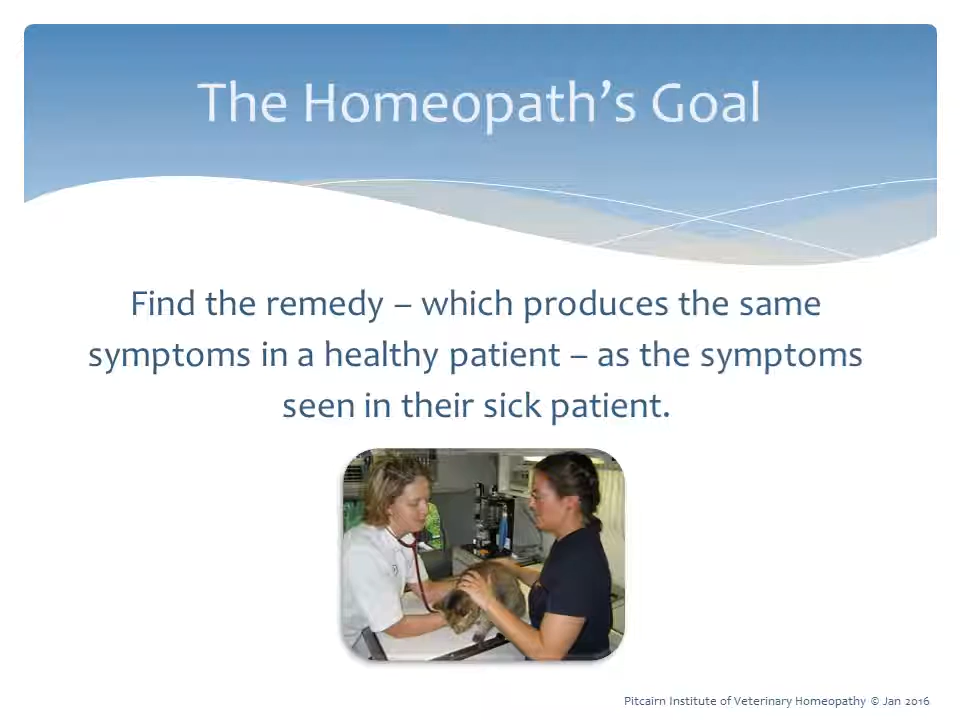 The Homeopath’s Goal
Find the remedy – which produces the same
symptoms in a healthy patient – as the symptoms
seen in their sick patient.
Pitcairn Institute of Veterinary Homeopathy © Jan 2016